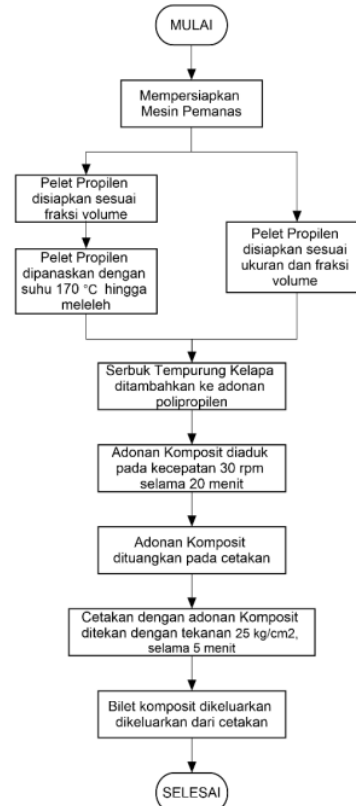 MULAI
Mempersiapkan
Mesin Pemanas
Pelet Propilen
disiapkan sesuai
fraksi volume
Pelet Propilen
dipanaskan dengan
suhu 170 °C hingga
meleleh
Pelet Propilen
disiapkan sesuai
ukuran dan fraksi
volume
Serbuk Tempurung Kelapa
ditambahkan ke adonan
polipropilen
Adonan Komposit diaduk
pada kecepatan 30 rpm
selama 20 menit
Adonan Komposit
dituangkan pada cetakan
Cetakan dengan adonan Komposit
ditekan dengan tekanan 25 kg/cm2,
selama 5 menit
Bilet komposit dikeluarkan
dikeluarkan dari cetakan
SELESAI